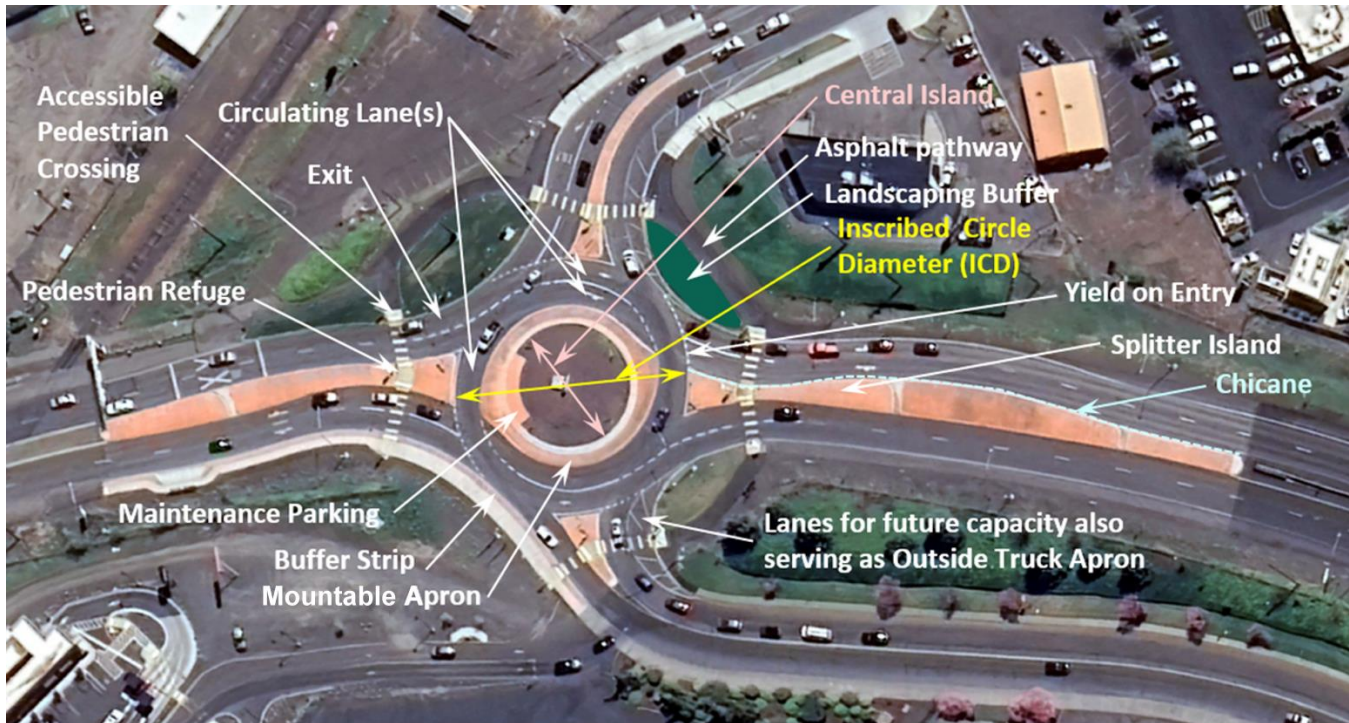 Accessible
Pedestrian
Crossing
Circulating Lane(s)
Exit
Pedestrian Refuge
Central Island
Asphalt pathway
Landscaping Buffer
Inscribed Circle
Diameter (ICD)
Yield on Entry
Splitter Island
Chicane
Maintenance Parking
Buffer Strip
Mountable Apron
Lanes for future capacity also
serving as Outside Truck Apron